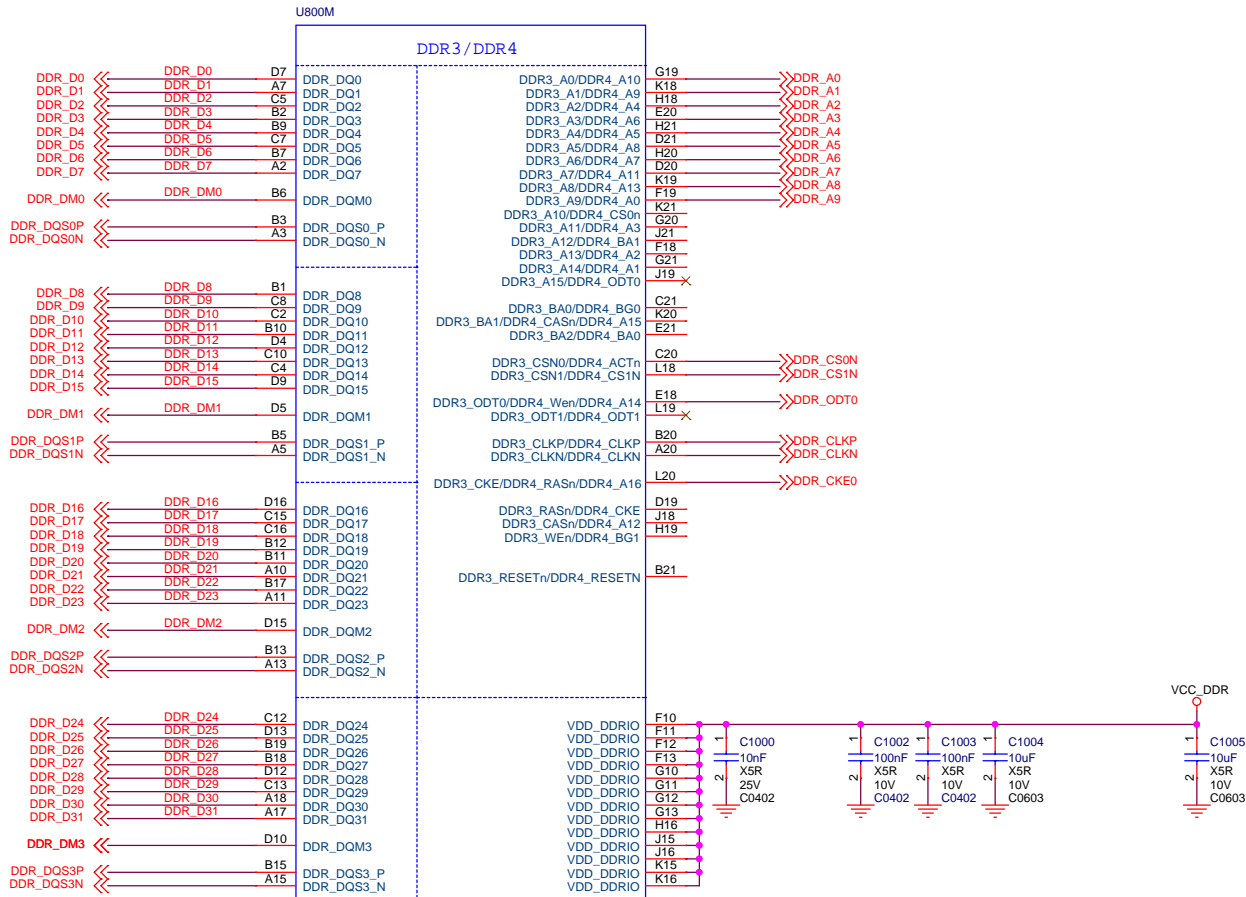 U800M
DDR3/DDR4
DDR_D0 DDR_D0 D7 DDR_DQ0 DDR3_A0/DDR4_A10 G19 DDR_A0
DDR_D1 DDR_D1 A7 DDR_DQ1 DDR3_A1/DDR4_A9 K18 DDR_A1
DDR_D2 DDR_D2 C5 DDR_DQ2 DDR3_A2/DDR4_A4 H18 DDR_A2
DDR_D3 DDR_D3 B2 DDR_DQ3 DDR3_A3/DDR4_A6 E20 DDR_A3
DDR_D4 DDR_D4 B9 DDR_DQ4 DDR3_A4/DDR4_A5 H21 DDR_A4
DDR_D5 DDR_D5 C7 DDR_DQ5 DDR3_A5/DDR4_A8 D21 DDR_A5
DDR_D6 DDR_D6 B7 DDR_DQ6 DDR3_A6/DDR4_A7 H20 DDR_A6
DDR_D7 DDR_D7 A2 DDR_DQ7 DDR3_A7/DDR4_A11 D20 DDR_A7
DDR3_A8/DDR4_A13 K19 DDR_A8
DDR_DM0 DDR_DM0 B6 DDR_DQM0 DDR3_A9/DDR4_A0 F19 DDR_A9
DDR3_A10/DDR4_CS0n K21
DDR_DQS0P B3 DDR_DQS0_P DDR3_A11/DDR4_A3 G20
DDR_DQS0N A3 DDR_DQS0_N DDR3_A12/DDR4_BA1 J21
DDR3_A13/DDR4_A2 F18
DDR3_A14/DDR4_A1 G21
DDR3_A15/DDR4_ODT0 J19
DDR_D8 DDR_D8 B1 DDR_DQ8
DDR_D9 DDR_D9 C8 DDR_DQ9 DDR3_BA0/DDR4_BG0 C21
DDR_D10 DDR_D10 C2 DDR_DQ10 DDR3_BA1/DDR4_CASn/DDR4_A15 K20
DDR_D11 DDR_D11 B10 DDR_DQ11 DDR3_BA2/DDR4_BA0 E21
DDR_D12 DDR_D12 D4 DDR_DQ12
DDR_D13 DDR_D13 C10 DDR_DQ13 DDR3_CSN0/DDR4_ACTn C20 DDR_CS0N
DDR_D14 DDR_D14 C4 DDR_DQ14 DDR3_CSN1/DDR4_CS1N L18 DDR_CS1N
DDR_D15 DDR_D15 D9 DDR_DQ15
DDR3_ODT0/DDR4_Wen/DDR4_A14 E18 DDR_ODT0
DDR_DM1 DDR_DM1 D5 DDR_DQM1 DDR3_ODT1/DDR4_ODT1 L19
DDR_DQS1P B5 DDR_DQS1_P DDR3_CLKP/DDR4_CLKP B20 DDR_CLKP
DDR_DQS1N A5 DDR_DQS1_N DDR3_CLKN/DDR4_CLKN A20 DDR_CLKN
DDR3_CKE/DDR4_RASn/DDR4_A16 L20 DDR_CKE0
DDR_D16 DDR_D16 D16 DDR_DQ16 DDR3_RASn/DDR4_CKE D19
DDR_D17 DDR_D17 C15 DDR_DQ17 DDR3_CASn/DDR4_A12 J18
DDR_D18 DDR_D18 C16 DDR_DQ18 DDR3_WEn/DDR4_BG1 H19
DDR_D19 DDR_D19 B12 DDR_DQ19
DDR_D20 DDR_D20 B11 DDR_DQ20
DDR_D21 DDR_D21 A10 DDR_DQ21 DDR3_RESETn/DDR4_RESETN B21
DDR_D22 DDR_D22 B17 DDR_DQ22
DDR_D23 DDR_D23 A11 DDR_DQ23
DDR_DM2 DDR_DM2 D15 DDR_DQM2
DDR_DQS2P B13 DDR_DQS2_P
DDR_DQS2N A13 DDR_DQS2_N
VCC_DDR
DDR_D24 DDR_D24 C12 DDR_DQ24 VDD_DDRIO F10
DDR_D25 DDR_D25 D13 DDR_DQ25 VDD_DDRIO F11 1 C1000 1 C1002 1 C1003 1 C1004 1 C1005
DDR_D26 DDR_D26 B19 DDR_DQ26 VDD_DDRIO F12 10nF 100nF 100nF 10uF 10uF
DDR_D27 DDR_D27 B18 DDR_DQ27 VDD_DDRIO F13 X5R X5R X5R X5R X5R
DDR_D28 DDR_D28 D12 DDR_DQ28 VDD_DDRIO G10 2 25V 2 10V 2 10V 2 10V 2 10V
DDR_D29 DDR_D29 C13 DDR_DQ29 VDD_DDRIO G11 C0402 C0402 C0402 C0603 C0603
DDR_D30 DDR_D30 A18 DDR_DQ30 VDD_DDRIO G12
DDR_D31 DDR_D31 A17 DDR_DQ31 VDD_DDRIO G13
VDD_DDRIO H16
DDR_DM3 D10 DDR_DQM3 VDD_DDRIO J15
VDD_DDRIO J16
DDR_DQS3P B15 DDR_DQS3_P VDD_DDRIO K15
DDR_DQS3N A15 DDR_DQS3_N VDD_DDRIO K16